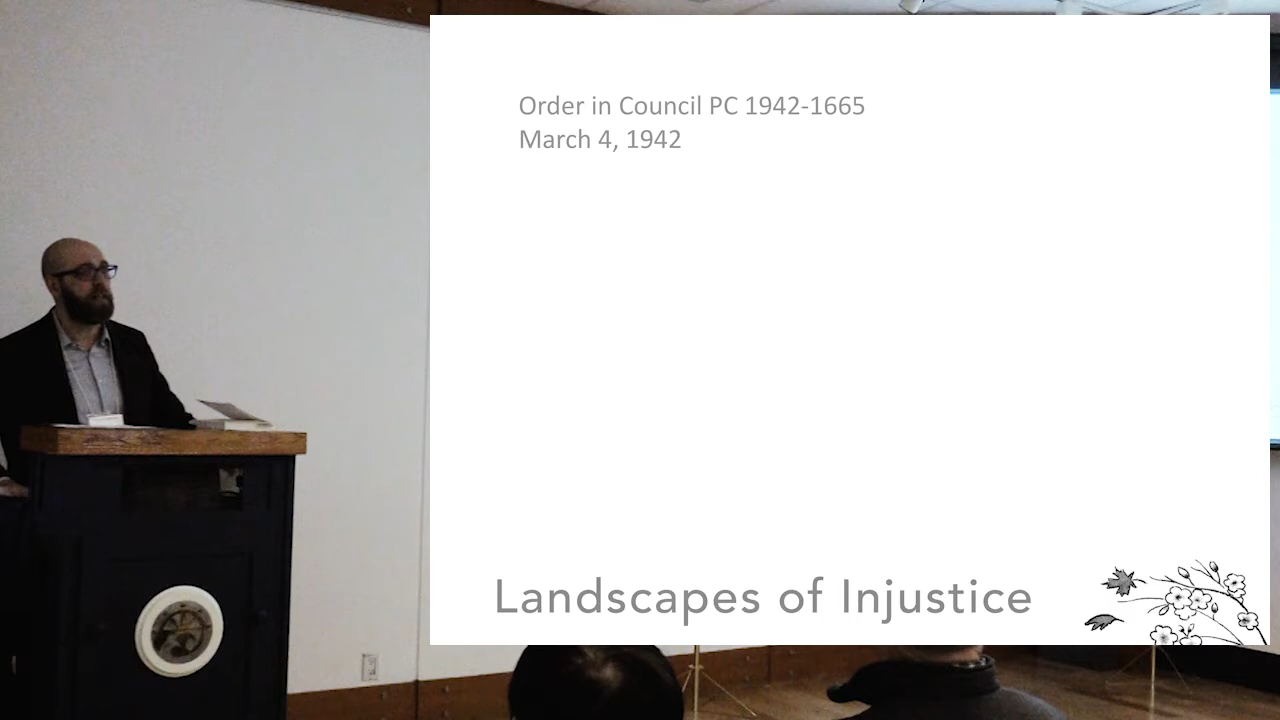 Order in Council PC 1942-1665
March 4, 1942
Landscapes of Injustice